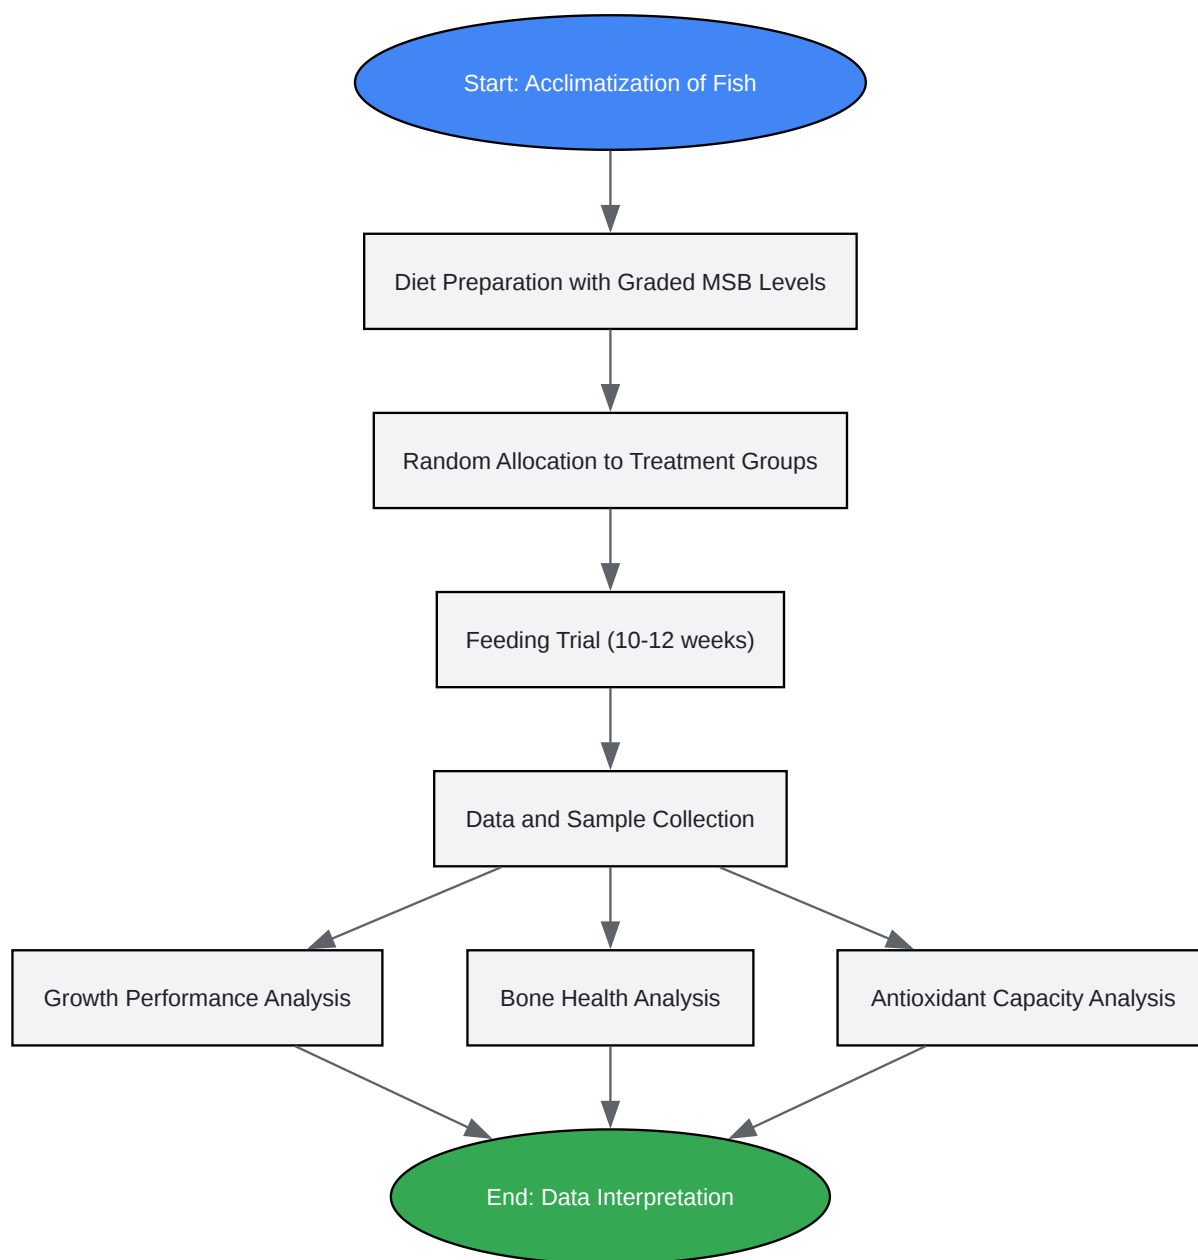 Start: Acclimatization of Fish
Diet Preparation with Graded MSB Levels
Random Allocation to Treatment Groups
Feeding Trial (10-12 weeks)
Data and Sample Collection
Growth Performance Analysis
Bone Health Analysis
Antioxidant Capacity Analysis
End: Data Interpretation